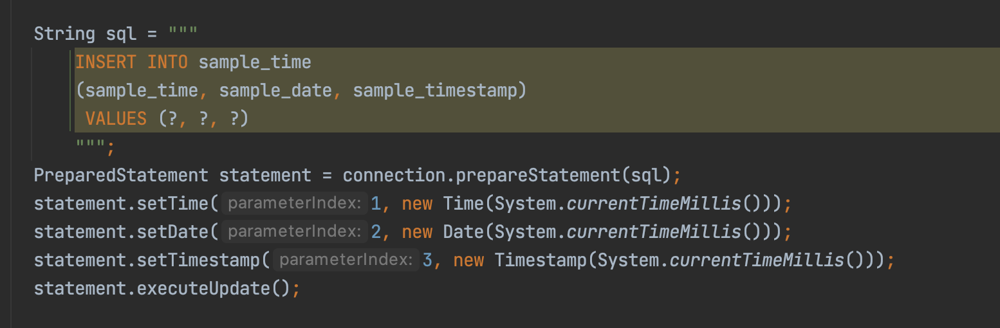 String sql = """
INSERT INTO sample_time
(sample_time, sample_date, sample_timestamp)
VALUES (?, ?, ?)
""";
PreparedStatement statement = connection.prepareStatement(sql);
statement.setTime( parameterIndex: 1, new Time(System.currentTimeMillis()));
statement.setDate( parameterIndex: 2, new Date(System.currentTimeMillis()));
statement.setTimestamp( parameterIndex: 3, new Timestamp(System.currentTimeMillis()));
statement.executeUpdate();